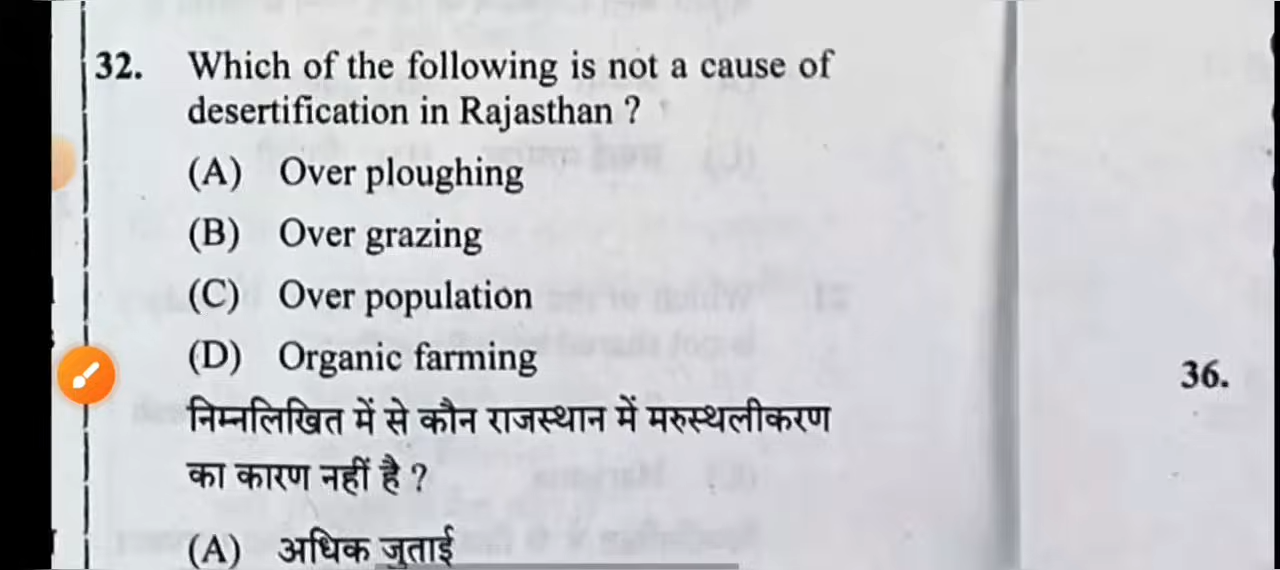 32. Which of the following is not a cause of
desertification in Rajasthan ?
(A) Over ploughing
(B) Over grazing
(C) Over population
(D) Organic farming
निम्नलिखित में से कौन राजस्थान में मरुस्थलीकरण
का कारण नहीं है ?
(A) अधिक जुताई
36.